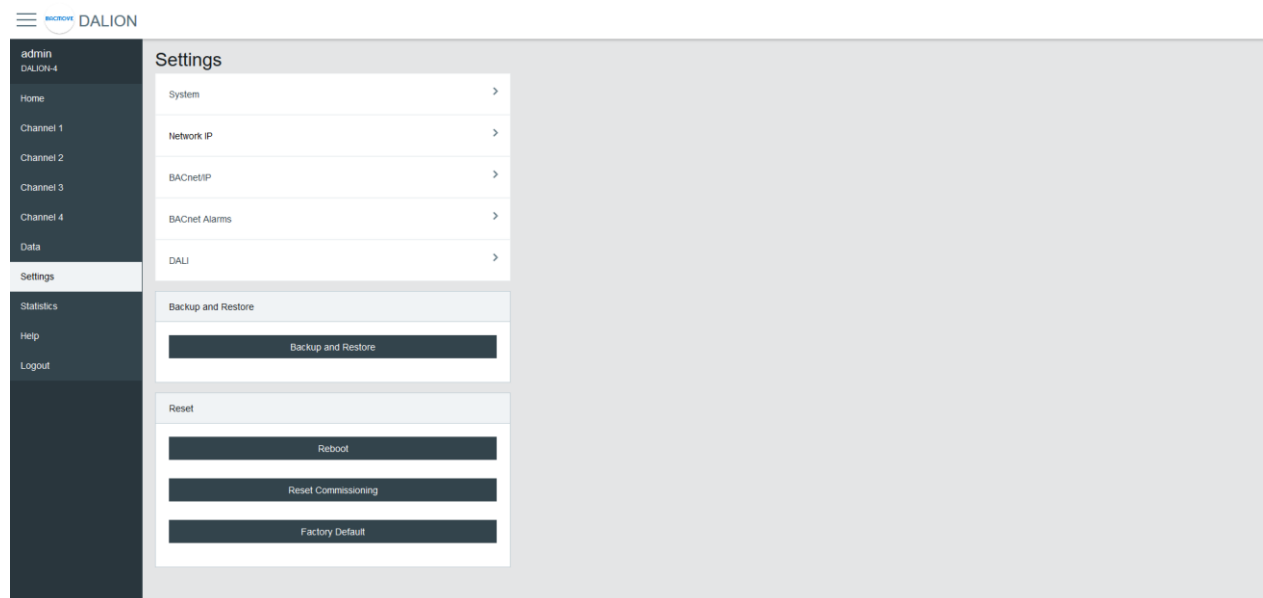 BACMOVE DALION
admin
DALION-4
Home
Channel 1
Channel 2
Channel 3
Channel 4
Data
Settings
Statistics
Help
Logout
Settings
System
Network IP
BACnet/IP
BACnet Alarms
DALI
Backup and Restore
Backup and Restore
Reset
Reboot
Reset Commissioning
Factory Default